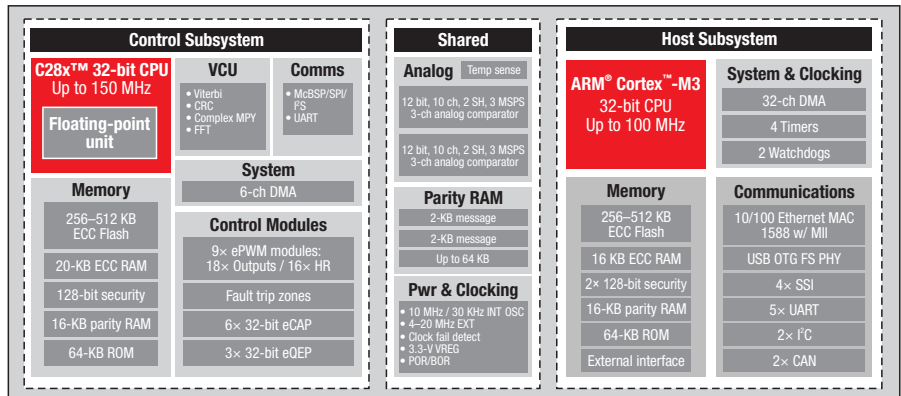 Control Subsystem
C28x™ 32-bit CPU
Up to 150 MHz
Floating-point
unit
VCU
• Viterbi
• CRC
• Complex MPY
• FFT
Comms
• McBSP/SPI/
I²S
• UART
System
6-ch DMA
Memory
256–512 KB
ECC Flash
20-KB ECC RAM
128-bit security
16-KB parity RAM
64-KB ROM
Control Modules
9× ePWM modules:
18× Outputs / 16× HR
Fault trip zones
6× 32-bit eCAP
3× 32-bit eQEP
Shared
Analog
Temp sense
12 bit, 10 ch, 2 SH, 3 MSPS
3-ch analog comparator
12 bit, 10 ch, 2 SH, 3 MSPS
3-ch analog comparator
Parity RAM
2-KB message
2-KB message
Up to 64 KB
Pwr & Clocking
• 10 MHz / 30 KHz INT OSC
• 4–20 MHz EXT
• Clock fail detect
• 3.3-V VREG
• POR/BOR
Host Subsystem
ARM® Cortex™-M3
32-bit CPU
Up to 100 MHz
System & Clocking
32-ch DMA
4 Timers
2 Watchdogs
Memory
256–512 KB
ECC Flash
16 KB ECC RAM
2× 128-bit security
16-KB parity RAM
64-KB ROM
External interface
Communications
10/100 Ethernet MAC
1588 w/ MII
USB OTG FS PHY
4× SSI
5× UART
2× I²C
2× CAN